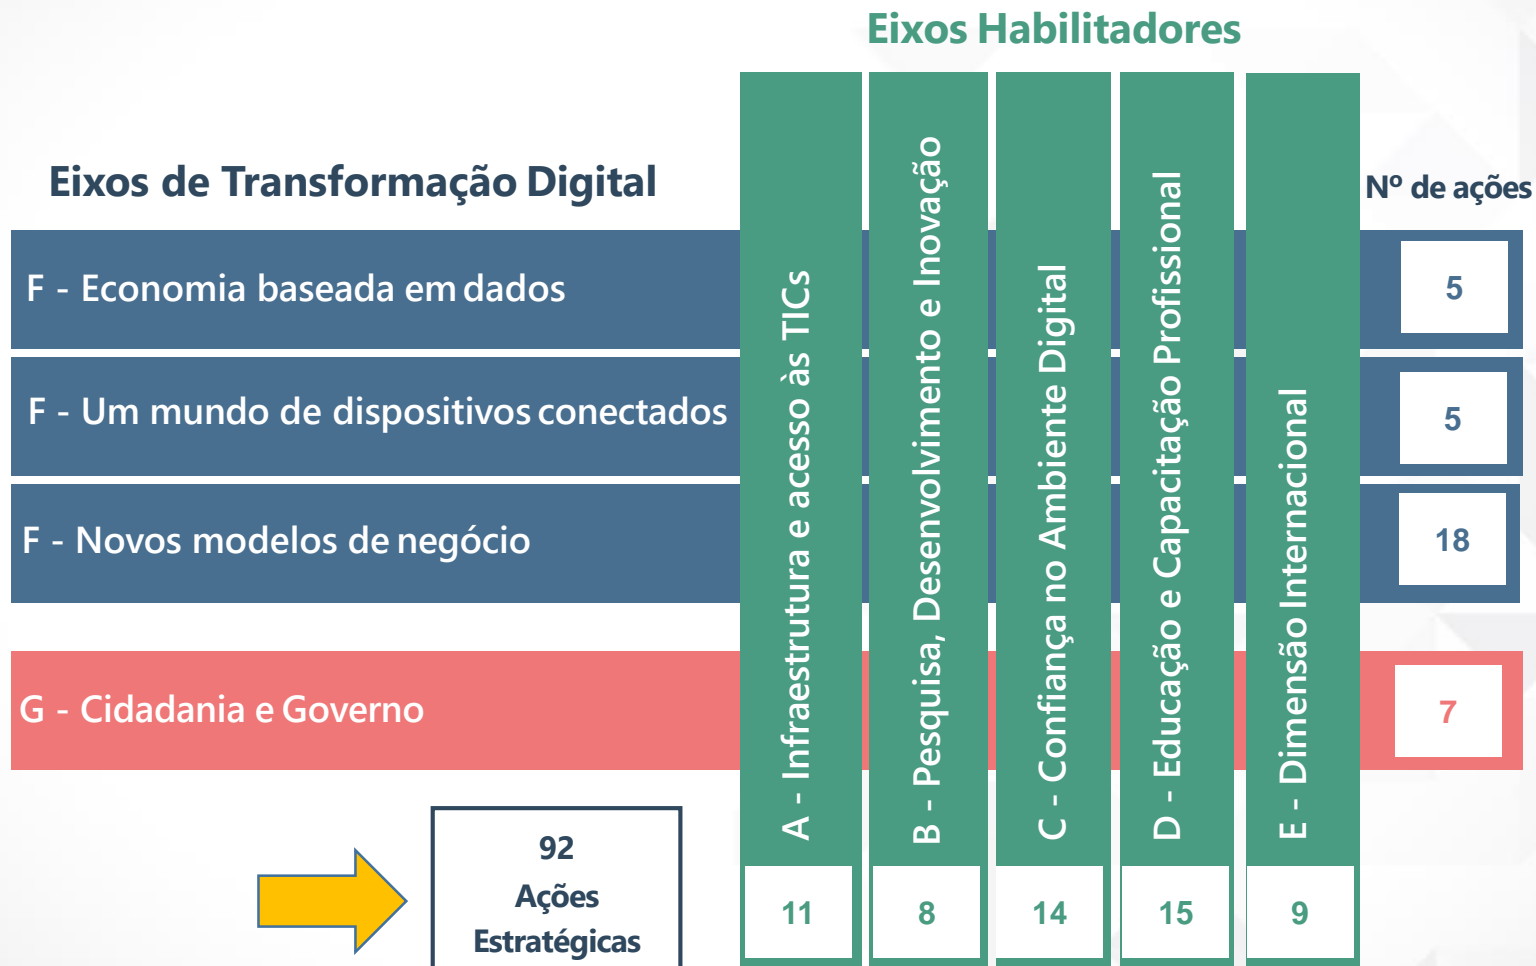 Eixos Habilitadores
Eixos de Transformação Digital
Nº de ações
F - Economia baseada em dados
5
F - Um mundo de dispositivos conectados
5
F - Novos modelos de negócio
18
G - Cidadania e Governo
7
A - Infraestrutura e acesso às TICs
B - Pesquisa, Desenvolvimento e Inovação
C - Confiança no Ambiente Digital
D - Educação e Capacitação Profissional
E - Dimensão Internacional
92
Ações
Estratégicas
11
8
14
15
9